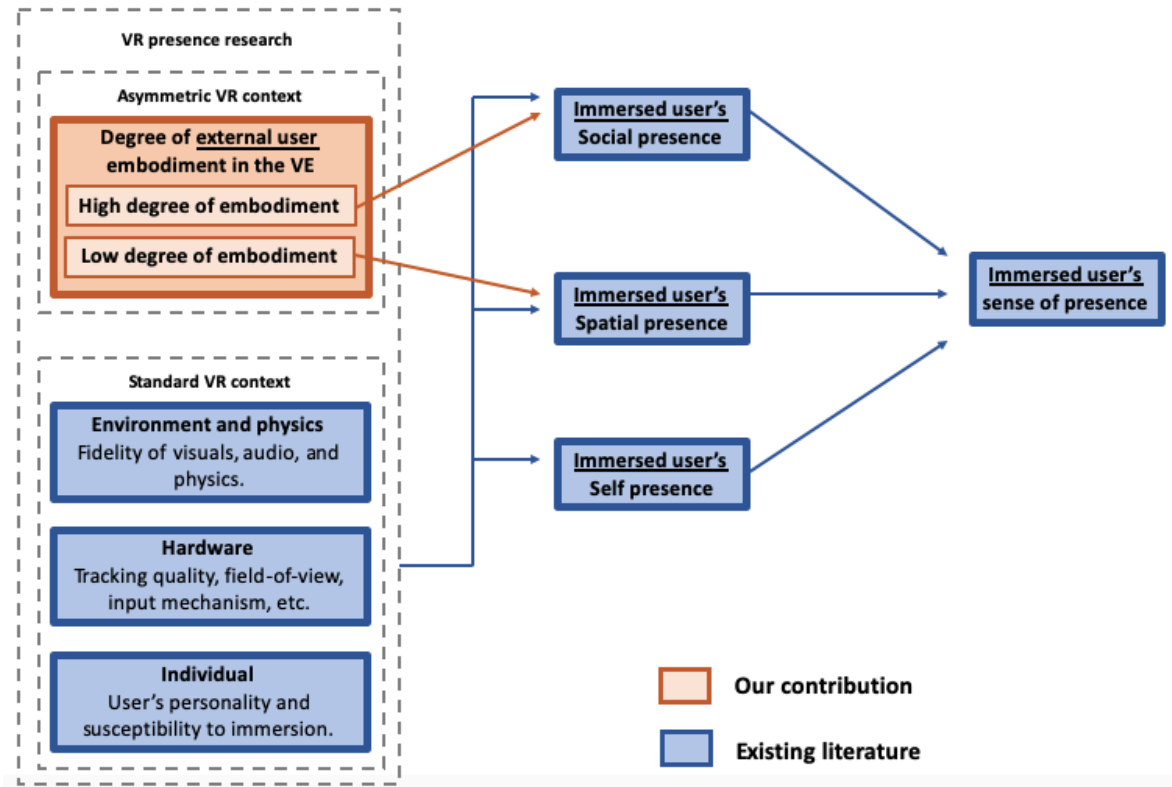 VR presence research
Asymmetric VR context
Degree of external user
embodiment in the VE
High degree of embodiment
Low degree of embodiment
Standard VR context
Environment and physics
Fidelity of visuals, audio, and
physics.
Hardware
Tracking quality, field-of-view,
input mechanism, etc.
Individual
User's personality and
susceptibility to immersion.
Immersed user's
Social presence
Immersed user's
Spatial presence
Immersed user's
Self presence
Immersed user's
sense of presence
Our contribution
Existing literature